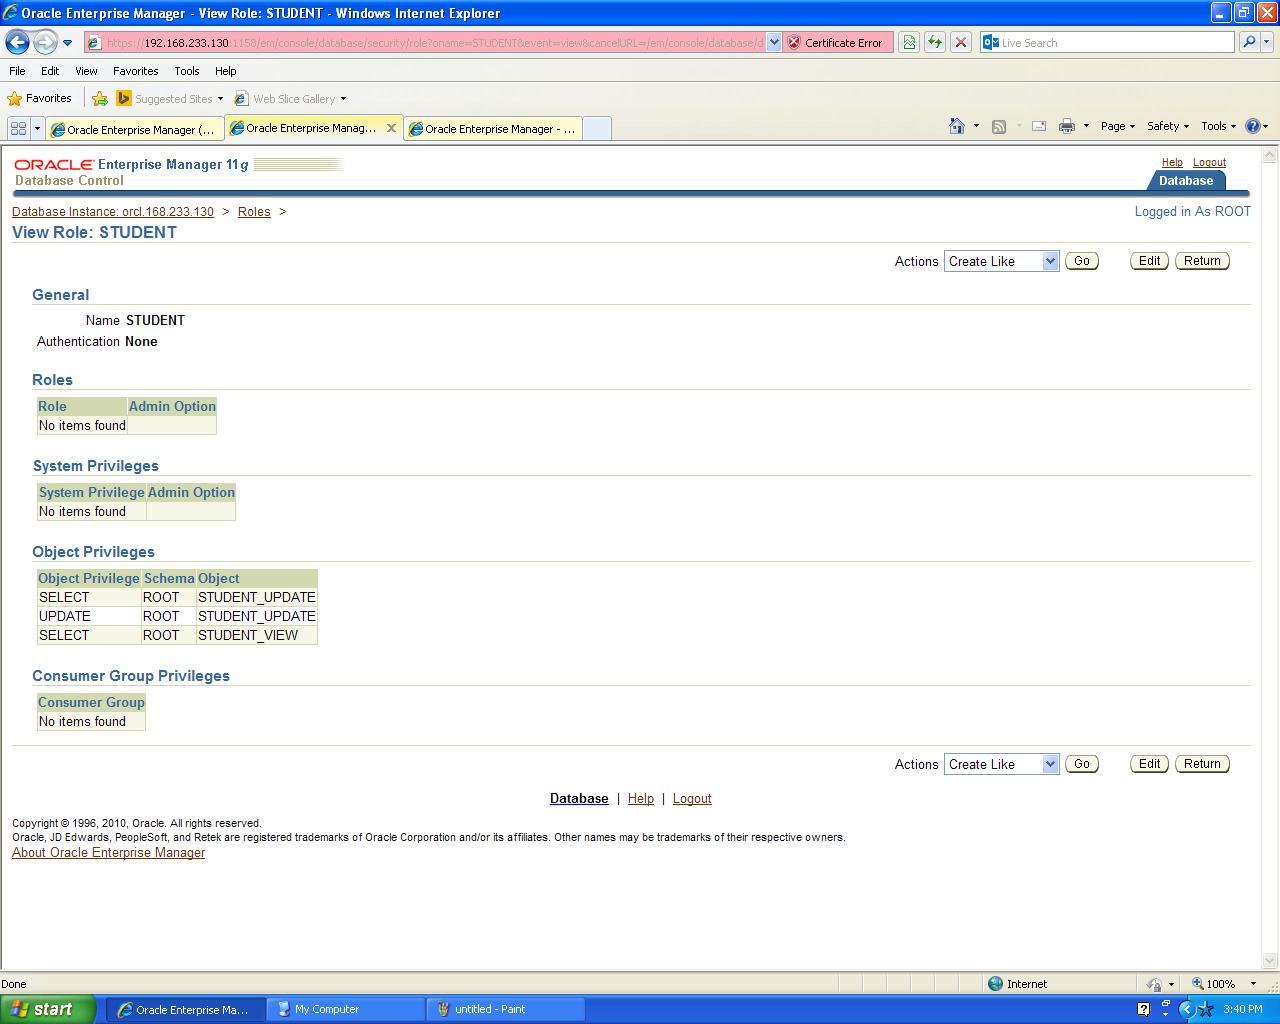 Oracle Enterprise Manager - View Role: STUDENT - Windows Internet Explorer
https://192.168.233.130:1158/em/console/database/security/role?oname=STUDENT&event=view&cancelURL=/em/console/database/d Certificate Error Live Search
File Edit View Favorites Tools Help
Favorites Suggested Sites Web Slice Gallery
Oracle Enterprise Manager (... Oracle Enterprise Manag... Oracle Enterprise Manager - ... Page Safety Tools
ORACLE Enterprise Manager 11g
Help Logout
Database Control
Database
Database Instance: orcl.168.233.130 > Roles >
Logged in As ROOT
View Role: STUDENT
Actions Create Like Go Edit Return
General
Name STUDENT
Authentication None
Roles
Role Admin Option
No items found
System Privileges
System Privilege Admin Option
No items found
Object Privileges
Object Privilege Schema Object
SELECT ROOT STUDENT_UPDATE
UPDATE ROOT STUDENT_UPDATE
SELECT ROOT STUDENT_VIEW
Consumer Group Privileges
Consumer Group
No items found
Actions Create Like Go Edit Return
Database | Help | Logout
Copyright © 1996, 2010, Oracle. All rights reserved.
Oracle, JD Edwards, PeopleSoft, and Retek are registered trademarks of Oracle Corporation and/or its affiliates. Other names may be trademarks of their respective owners.
About Oracle Enterprise Manager
Done Internet 100%
start Oracle Enterprise Ma... My Computer untitled - Paint 3:40 PM